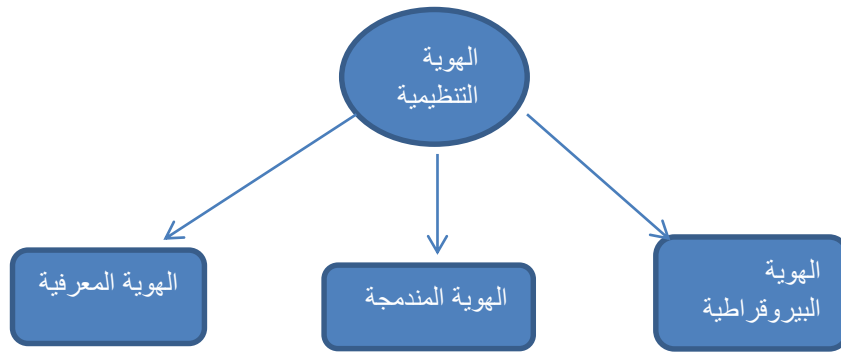 الهوية
التنظيمية
الهوية
البيروقراطية
الهوية المندمجة
الهوية المعرفية